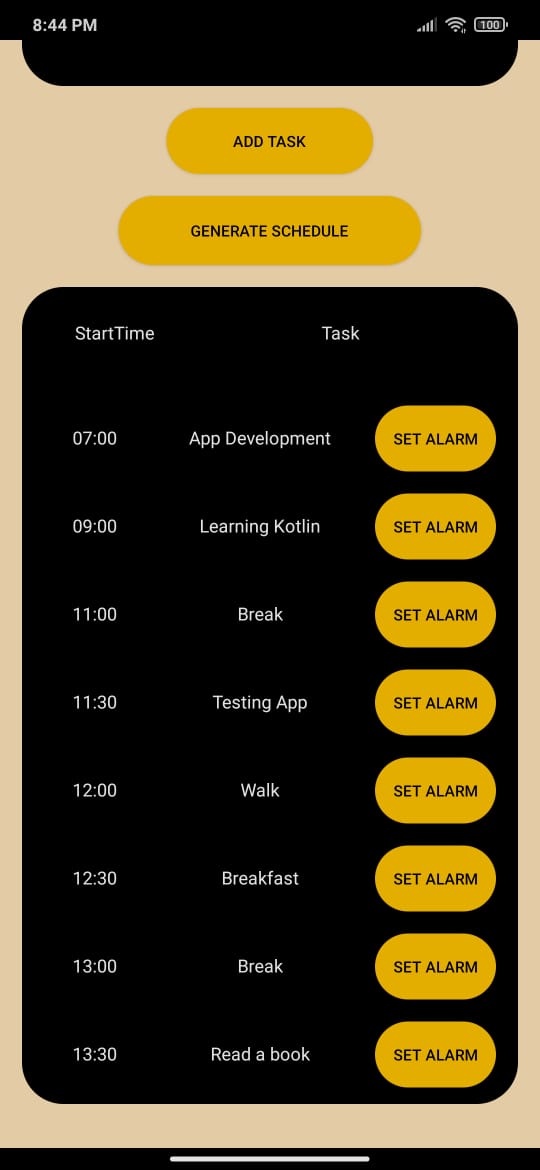 8:44 PM 100
ADD TASK
GENERATE SCHEDULE
StartTime Task
07:00 App Development SET ALARM
09:00 Learning Kotlin SET ALARM
11:00 Break SET ALARM
11:30 Testing App SET ALARM
12:00 Walk SET ALARM
12:30 Breakfast SET ALARM
13:00 Break SET ALARM
13:30 Read a book SET ALARM